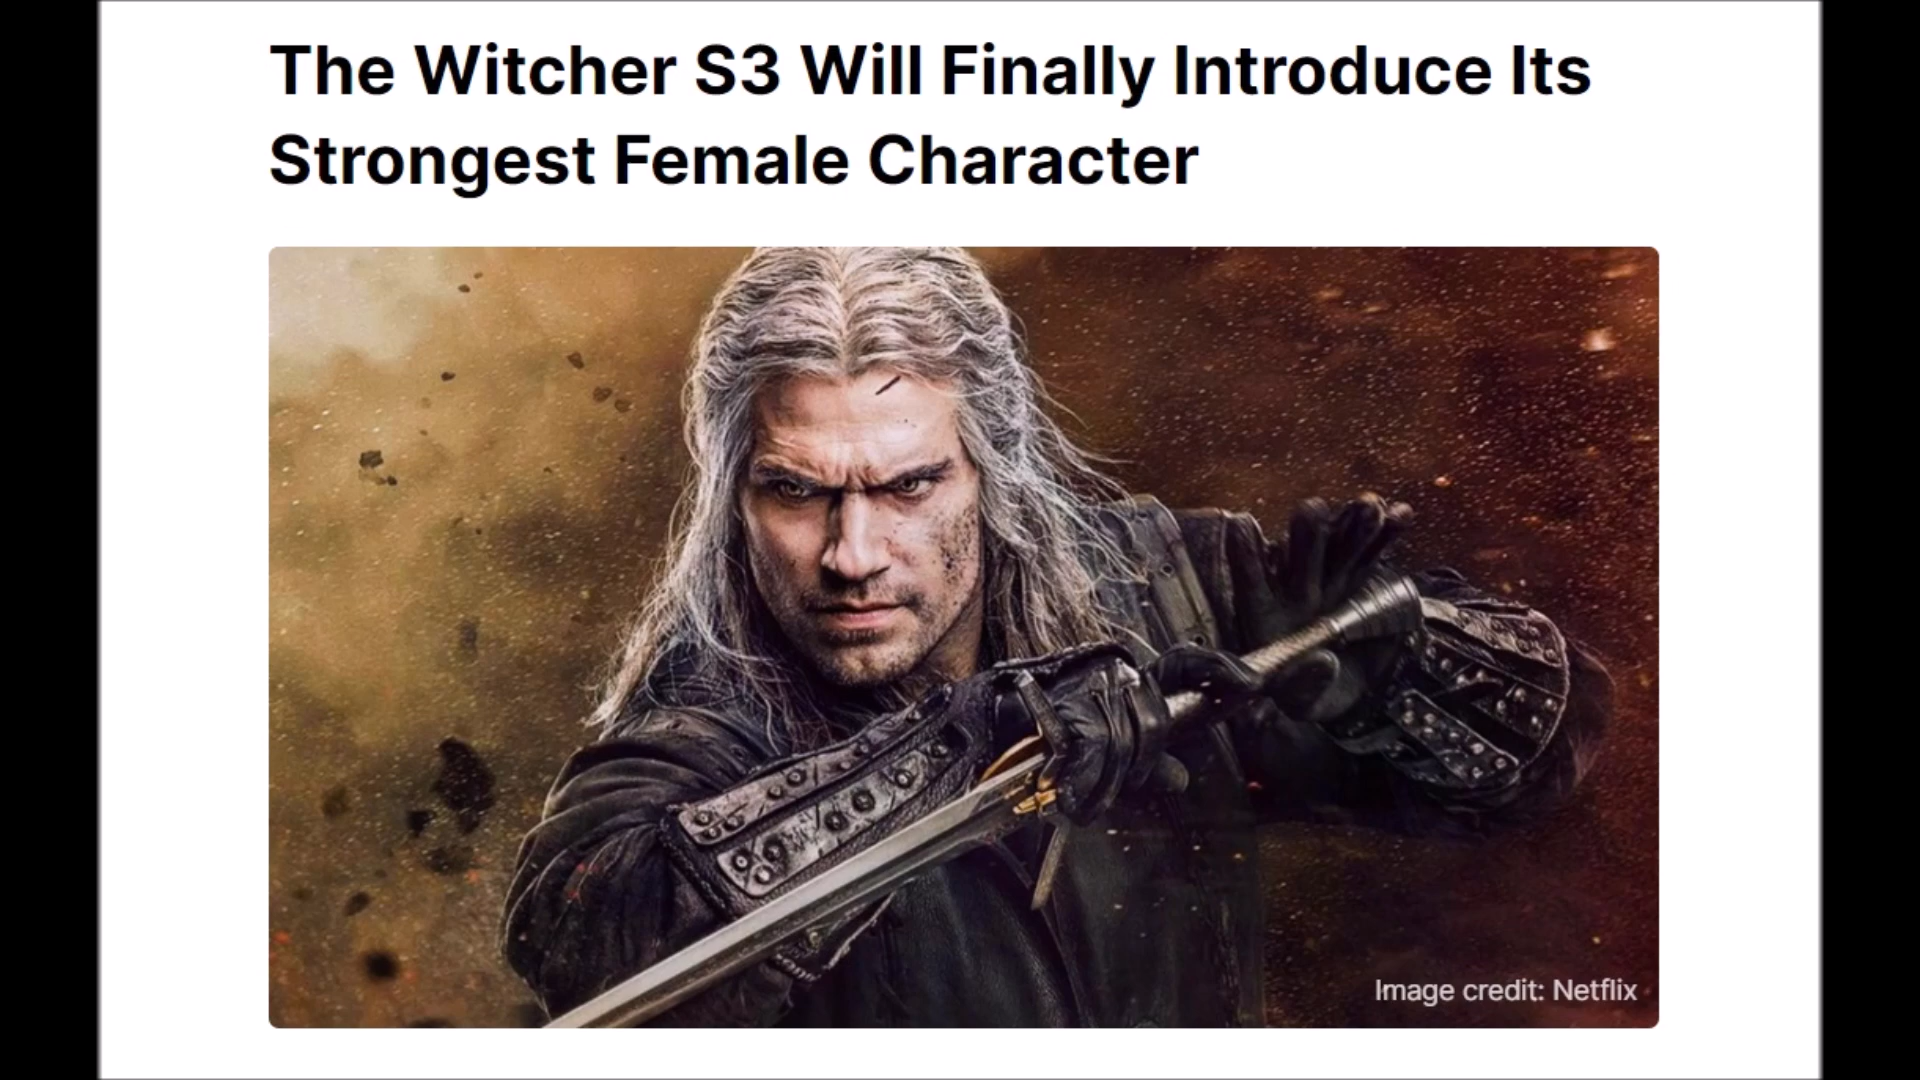 The Witcher S3 Will Finally Introduce Its
Strongest Female Character
Image credit: Netflix